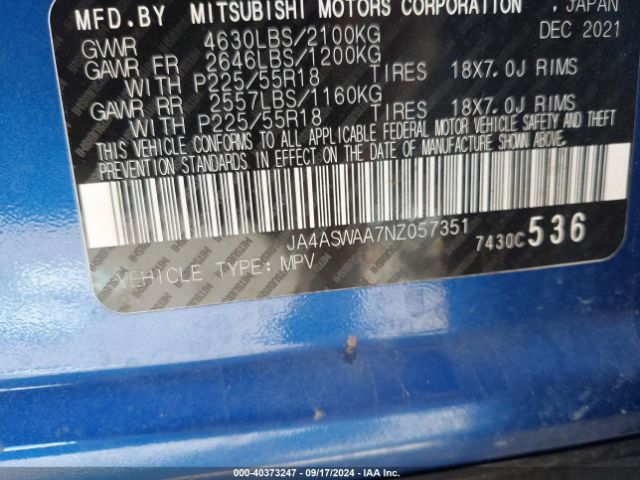 MFD.BY MITSUBISHI MOTORS CORPORATION , JAPAN
DEC 2021
GVWR 4630LBS/2100KG
GAWR FR 2646LBS/1200KG
WITH P225/55R18 TIRES 18X7.0J RIMS
GAWR RR 2557LBS/1160KG
WITH P225/55R18 TIRES 18X7.0J RIMS
THIS VEHICLE CONFORMS TO ALL APPLICABLE FEDERAL MOTOR VEHICLE SAFETY AND THEFT
PREVENTION STANDARDS IN EFFECT ON THE DATE OF MANUFACTURE SHOWN ABOVE.
JA4ASWAA7NZ057351
7430C 536
VEHICLE TYPE: MPV
000-40373247 - 09/17/2024 - IAA Inc.